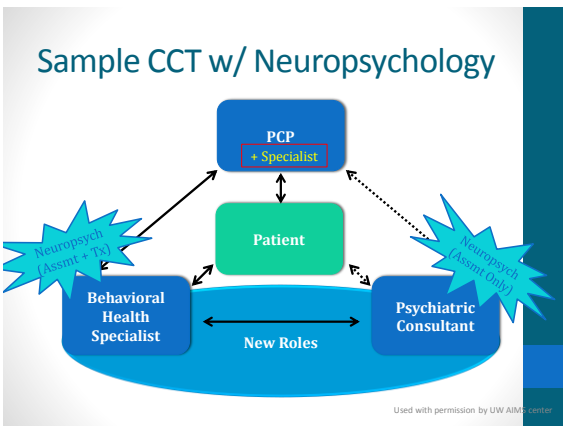 Sample CCT w/ Neuropsychology
PCP
+ Specialist
Neuropsych
(Assmt + Tx)
Patient
Neuropsych
(Assmt Only)
Behavioral
Health
Specialist
New Roles
Psychiatric
Consultant
Used with permission by UW AIMS center